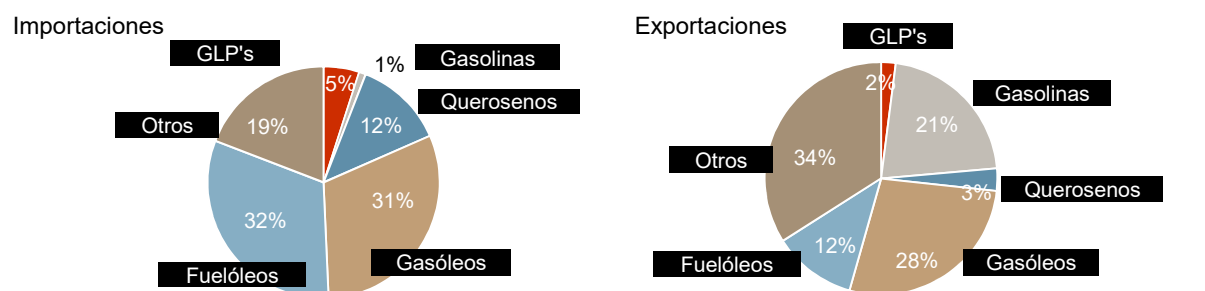 Importaciones
GLP's
5%
1%
Gasolinas
Querosenos
12%
Otros
19%
31%
32%
Gasóleos
Fuelóleos
Exportaciones
GLP's
2%
Gasolinas
21%
Otros
34%
3%
Querosenos
12%
28%
Fuelóleos
Gasóleos